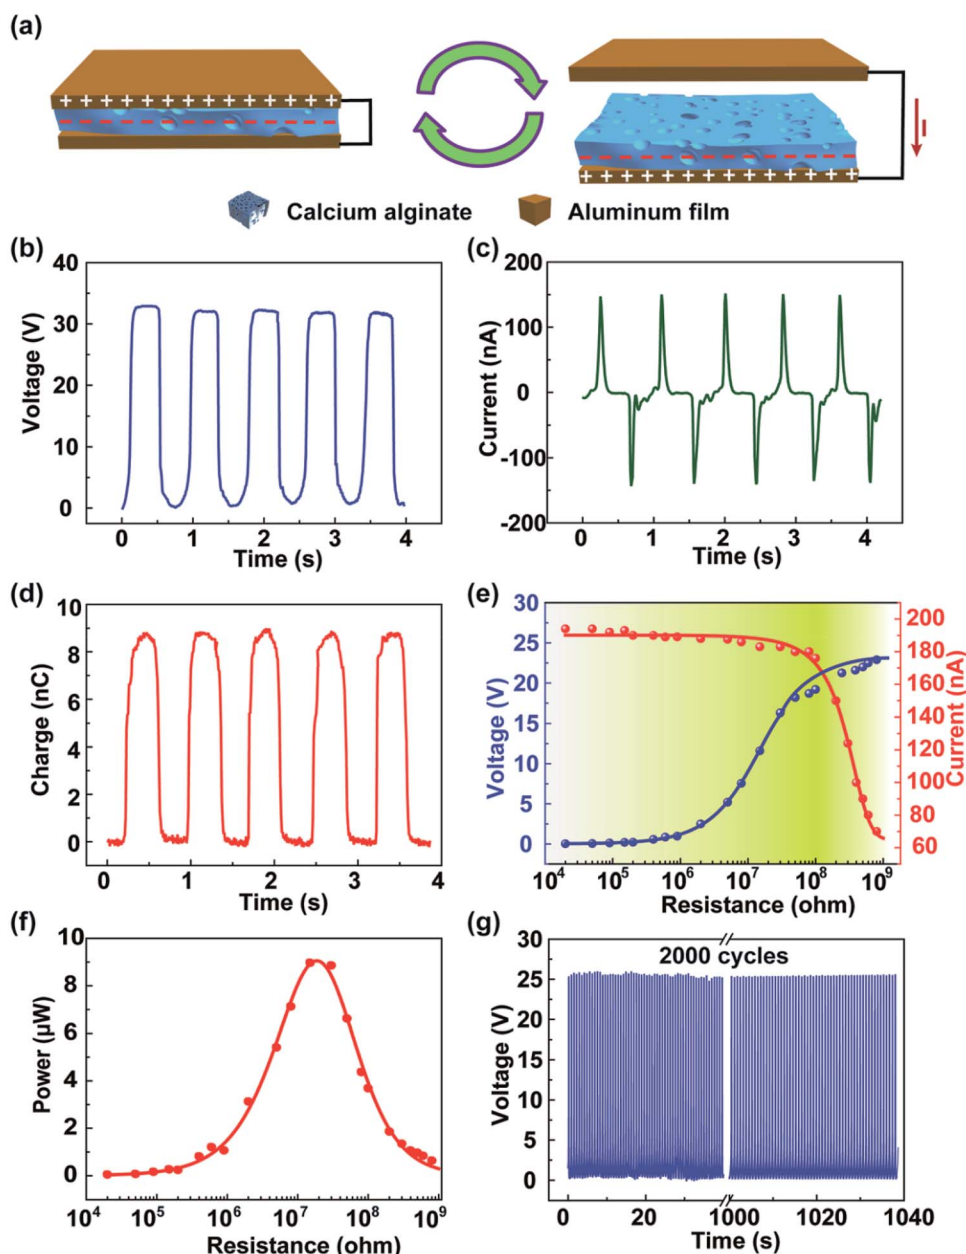 (a)
+ + + + + + + + + + + + + +
I
+ + + + + + + + + + + + + +
Calcium alginate
Aluminum film
(b)
40
30
20
10
0
Voltage (V)
0 1 2 3 4
Time (s)
(c)
200
100
0
-100
-200
Current (nA)
0 1 2 3 4
Time (s)
(d)
10
8
6
4
2
0
Charge (nC)
0 1 2 3 4
Time (s)
(e)
30
25
20
15
10
5
0
Voltage (V)
200
190
180
170
160
120
100
80
70
60
Current (nA)
10⁴ 10⁵ 10⁶ 10⁷ 10⁸ 10⁹
Resistance (ohm)
(f)
10
8
6
4
2
0
Power (μW)
10⁴ 10⁵ 10⁶ 10⁷ 10⁸ 10⁹
Resistance (ohm)
(g)
2000 cycles
30
25
20
15
10
5
0
Voltage (V)
0 20 1000 1020 1040
Time (s)